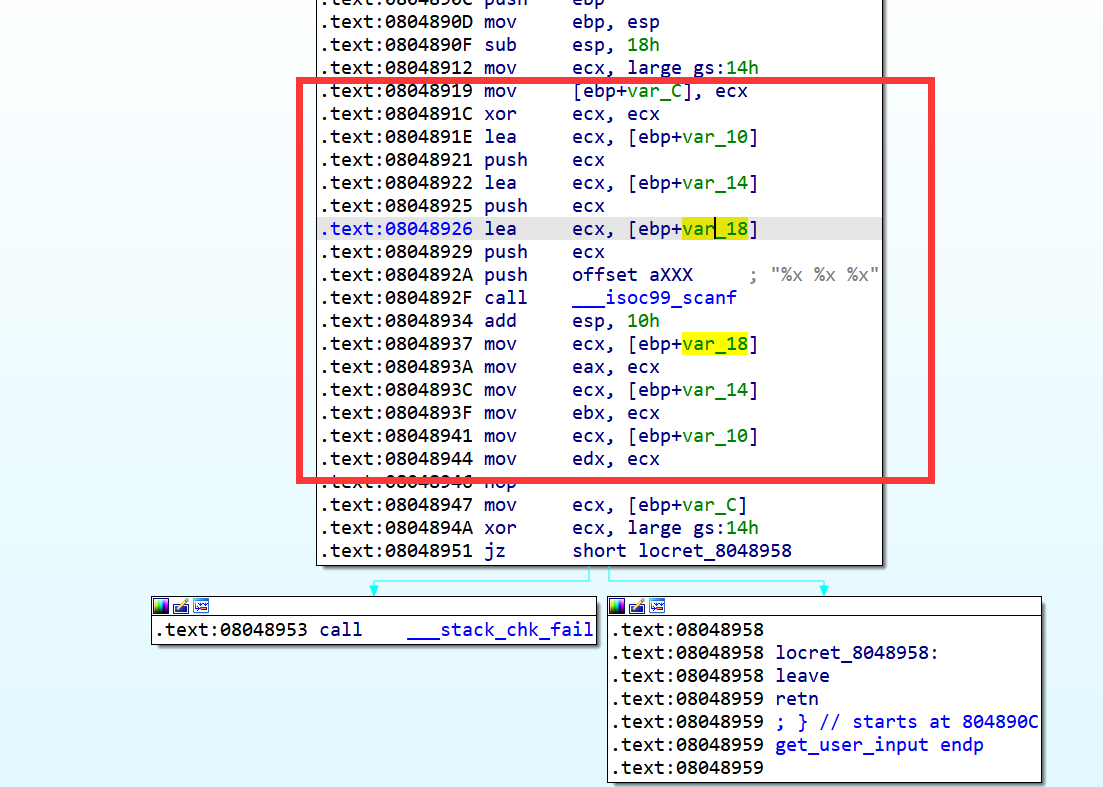 .text:0804890C push ebp
.text:0804890D mov ebp, esp
.text:0804890F sub esp, 18h
.text:08048912 mov ecx, large gs:14h
.text:08048919 mov [ebp+var_C], ecx
.text:0804891C xor ecx, ecx
.text:0804891E lea ecx, [ebp+var_10]
.text:08048921 push ecx
.text:08048922 lea ecx, [ebp+var_14]
.text:08048925 push ecx
.text:08048926 lea ecx, [ebp+var_18]
.text:08048929 push ecx
.text:0804892A push offset aXXX ; "%x %x %x"
.text:0804892F call ___isoc99_scanf
.text:08048934 add esp, 10h
.text:08048937 mov ecx, [ebp+var_18]
.text:0804893A mov eax, ecx
.text:0804893C mov ecx, [ebp+var_14]
.text:0804893F mov ebx, ecx
.text:08048941 mov ecx, [ebp+var_10]
.text:08048944 mov edx, ecx
.text:08048946 nop
.text:08048947 mov ecx, [ebp+var_C]
.text:0804894A xor ecx, large gs:14h
.text:08048951 jz short locret_8048958
.text:08048953 call ___stack_chk_fail
.text:08048958
.text:08048958 locret_8048958:
.text:08048958 leave
.text:08048959 retn
.text:08048959 ; } // starts at 804890C
.text:08048959 get_user_input endp
.text:08048959